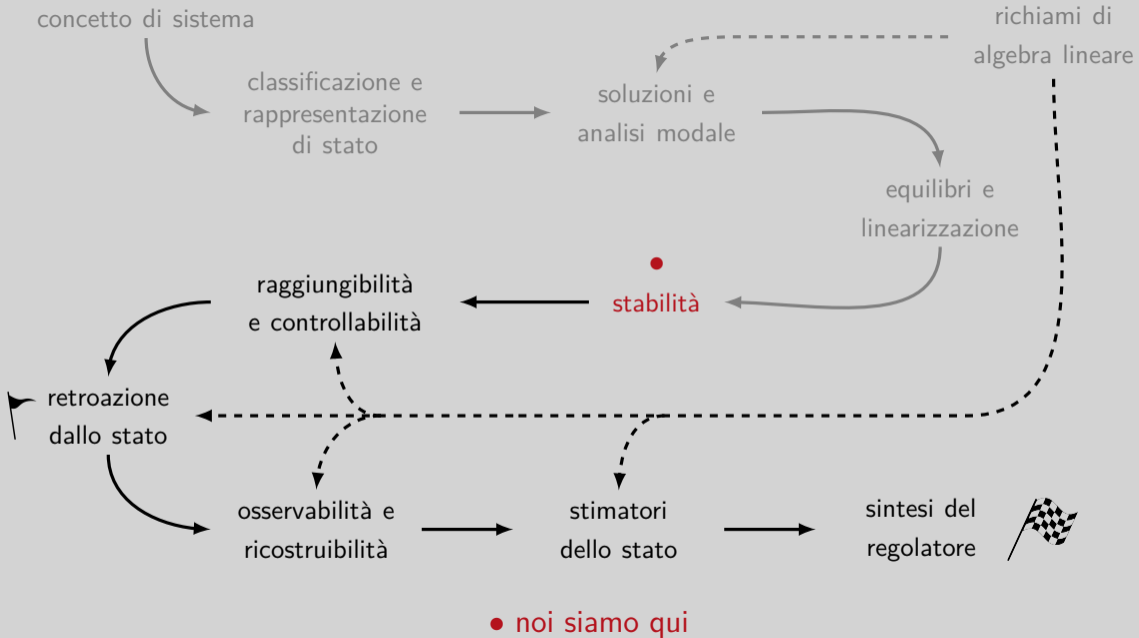 concetto di sistema
richiami di
algebra lineare
classificazione e
rappresentazione
di stato
soluzioni e
analisi modale
equilibri e
linearizzazione
stabilità
raggiungibilità
e controllabilità
retroazione
dallo stato
osservabilità e
ricostruibilità
stimatori
dello stato
sintesi del
regolatore
• noi siamo qui